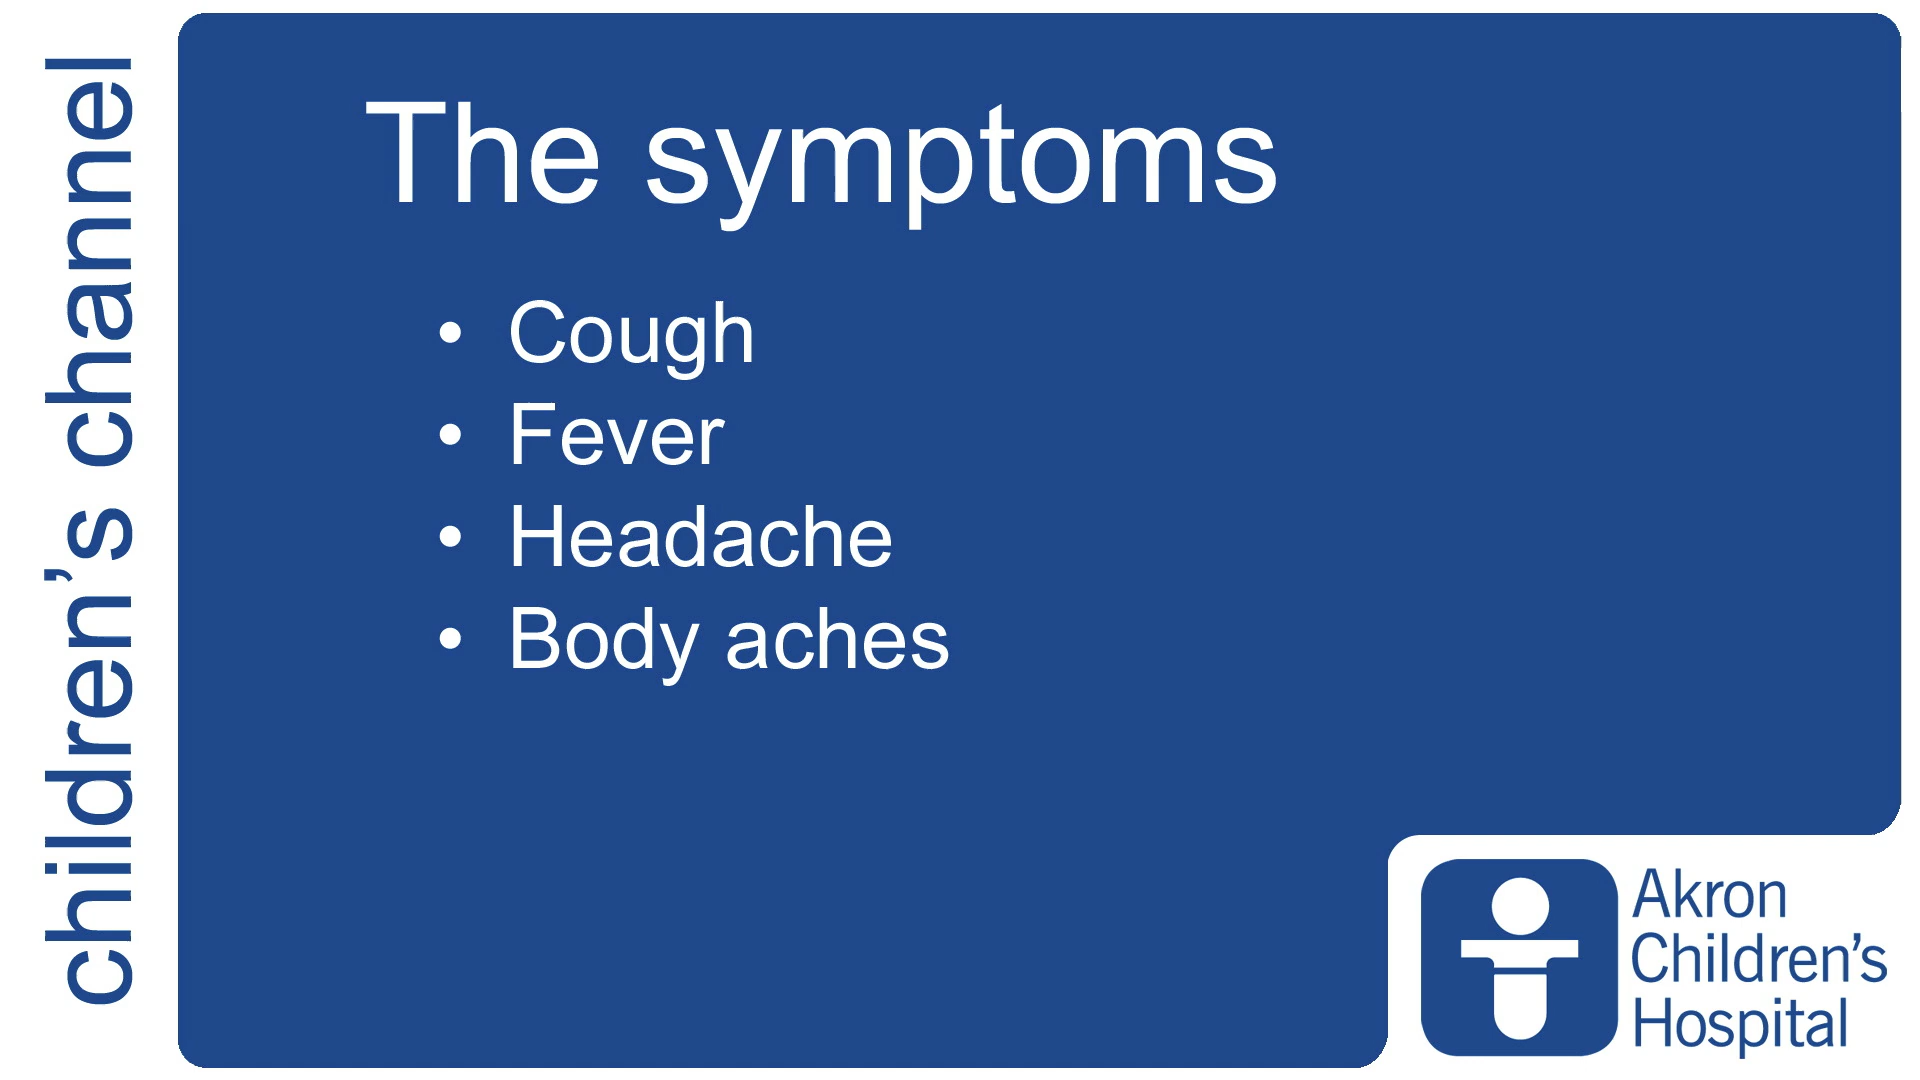 children’s channel
The symptoms
• Cough
• Fever
• Headache
• Body aches
Akron
Children’s
Hospital